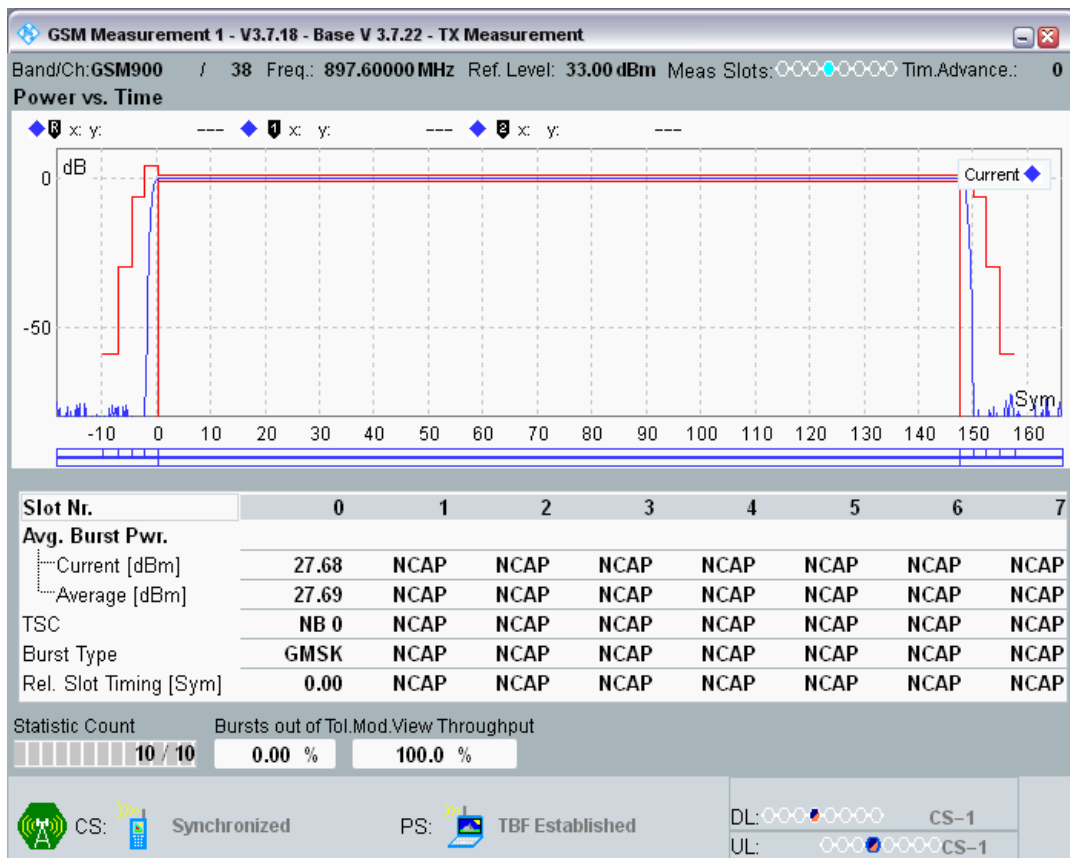 GSM Measurement 1 - V3.7.18 - Base V 3.7.22 - TX Measurement
Band/Ch:GSM900 / 38 Freq.: 897.60000 MHz Ref. Level: 33.00 dBm Meas Slots: Tim.Advance.: 0
Power vs. Time
R x: y: --- 1 x: y: --- 2 x: y: ---
dB
Current
0
-50
Sym
-10 0 10 20 30 40 50 60 70 80 90 100 110 120 130 140 150 160
Slot Nr. 0 1 2 3 4 5 6 7
Avg. Burst Pwr.
Current [dBm] 27.68 NCAP NCAP NCAP NCAP NCAP NCAP NCAP
Average [dBm] 27.69 NCAP NCAP NCAP NCAP NCAP NCAP NCAP
TSC NB 0 NCAP NCAP NCAP NCAP NCAP NCAP NCAP
Burst Type GMSK NCAP NCAP NCAP NCAP NCAP NCAP NCAP
Rel. Slot Timing [Sym] 0.00 NCAP NCAP NCAP NCAP NCAP NCAP NCAP
Statistic Count Bursts out of Tol.Mod.View Throughput
10 / 10 0.00 % 100.0 %
CS: Synchronized PS: TBF Established DL: CS-1
UL: CS-1